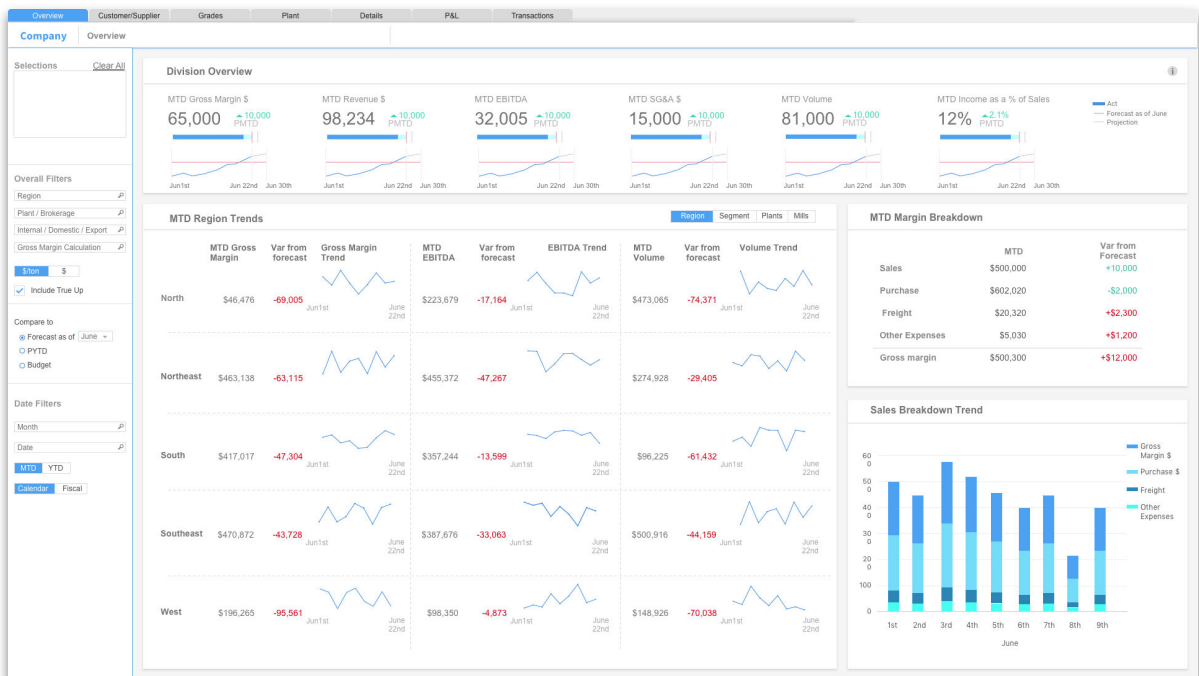 Overview Customer/Supplier Grades Plant Details P&L Transactions
Company Overview
Selections Clear All
Overall Filters
Region
Plant / Brokerage
Internal / Domestic / Export
Gross Margin Calculation
$/ton $
Include True Up
Compare to
Forecast as of June
PYTD
Budget
Date Filters
Month
Date
MTD YTD
Calendar Fiscal
Division Overview
i
MTD Gross Margin $ MTD Revenue $ MTD EBITDA MTD SG&A $ MTD Volume MTD Income as a % of Sales
65,000 10,000 PMTD 98,234 10,000 PMTD 32,005 10,000 PMTD 15,000 10,000 PMTD 81,000 10,000 PMTD 12% 2.1% PMTD
Act
Forecast as of June
Projection
Jun1st Jun 22nd Jun 30th Jun1st Jun 22nd Jun 30th Jun1st Jun 22nd Jun 30th Jun1st Jun 22nd Jun 30th Jun1st Jun 22nd Jun 30th Jun1st Jun 22nd Jun 30th
MTD Region Trends
Region Segment Plants Mills
MTD Gross Var from Gross Margin MTD Var from EBITDA Trend MTD Var from Volume Trend
Margin forecast Trend EBITDA forecast Volume forecast
North $46,476 -69,005 $223,679 -17,164 $473,065 -74,371
Jun1st June Jun1st June Jun1st June
22nd 22nd 22nd
Northeast $463,138 -63,115 $455,372 -47,267 $274,928 -29,405
South $417,017 -47,304 $357,244 -13,599 $96,225 -61,432
Jun1st June Jun1st June Jun1st June
22nd 22nd 22nd
Southeast $470,872 -43,728 $387,676 -33,063 $500,916 -44,159
Jun1st June Jun1st June Jun1st June
22nd 22nd 22nd
West $196,265 -95,561 $98,350 -4,873 $148,926 -70,038
Jun1st June Jun1st June Jun1st June
22nd 22nd 22nd
MTD Margin Breakdown
MTD Var from
Forecast
Sales $500,000 +10,000
Purchase $602,020 -$2,000
Freight $20,320 +$2,300
Other Expenses $5,030 +$1,200
Gross margin $500,300 +$12,000
Sales Breakdown Trend
60
0
50
0
40
0
30
0
20
0
100
0
1st 2nd 3rd 4th 5th 6th 7th 8th 9th
June
Gross
Margin $
Purchase $
Freight
Other
Expenses